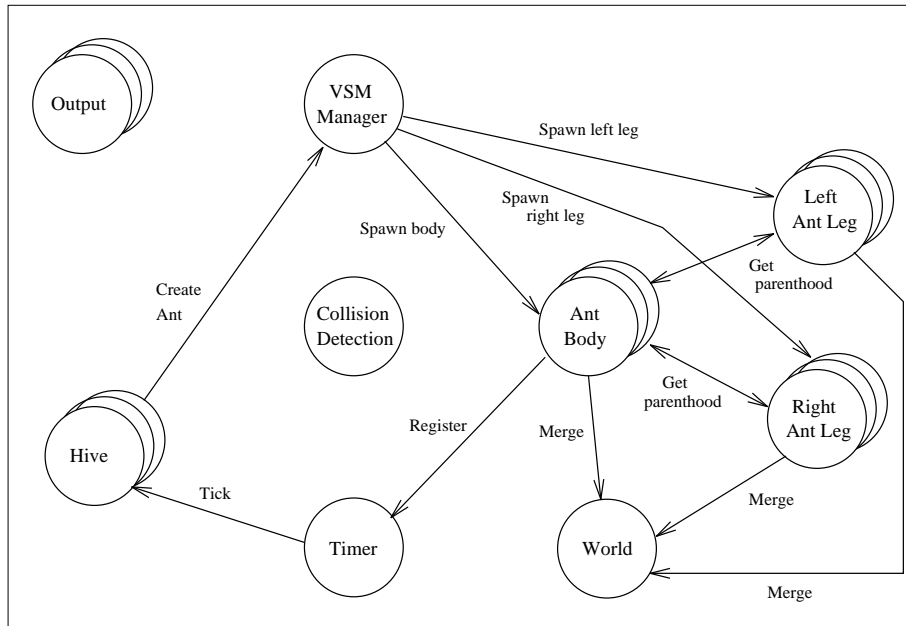 Output
VSM
Manager
Spawn left leg
Left
Ant Leg
Spawn
right leg
Spawn body
Get
parenthood
Create
Ant
Collision
Detection
Ant
Body
Get
parenthood
Right
Ant Leg
Register
Merge
Hive
Tick
Merge
Timer
World
Merge